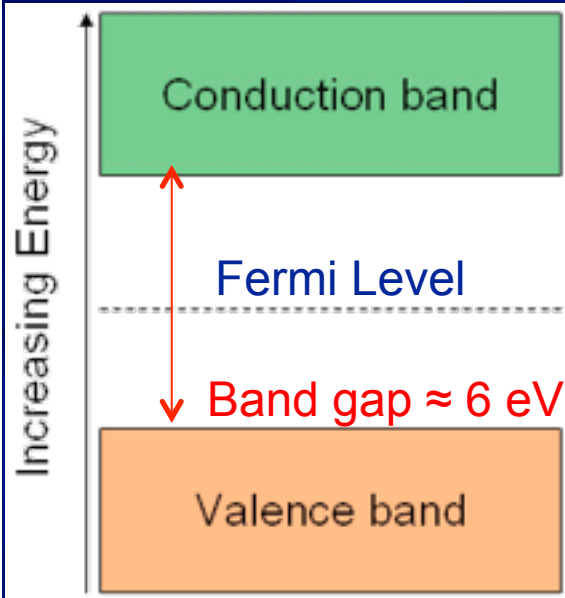 Conduction band
Increasing Energy
Fermi Level
Band gap ≈ 6 eV
Valence band